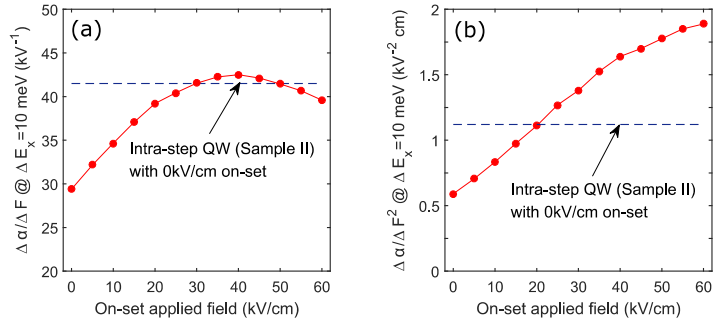 (a)
Δ α/Δ F @ Δ Eₓ=10 meV (kV⁻¹)
50
45
40
35
30
25
20
Intra-step QW (Sample II)
with 0kV/cm on-set
0 10 20 30 40 50 60
On-set applied field (kV/cm)
(b)
Δ α/Δ F² @ Δ Eₓ=10 meV (kV⁻² cm)
2
1.5
1
0.5
0
Intra-step QW (Sample II)
with 0kV/cm on-set
0 10 20 30 40 50 60
On-set applied field (kV/cm)